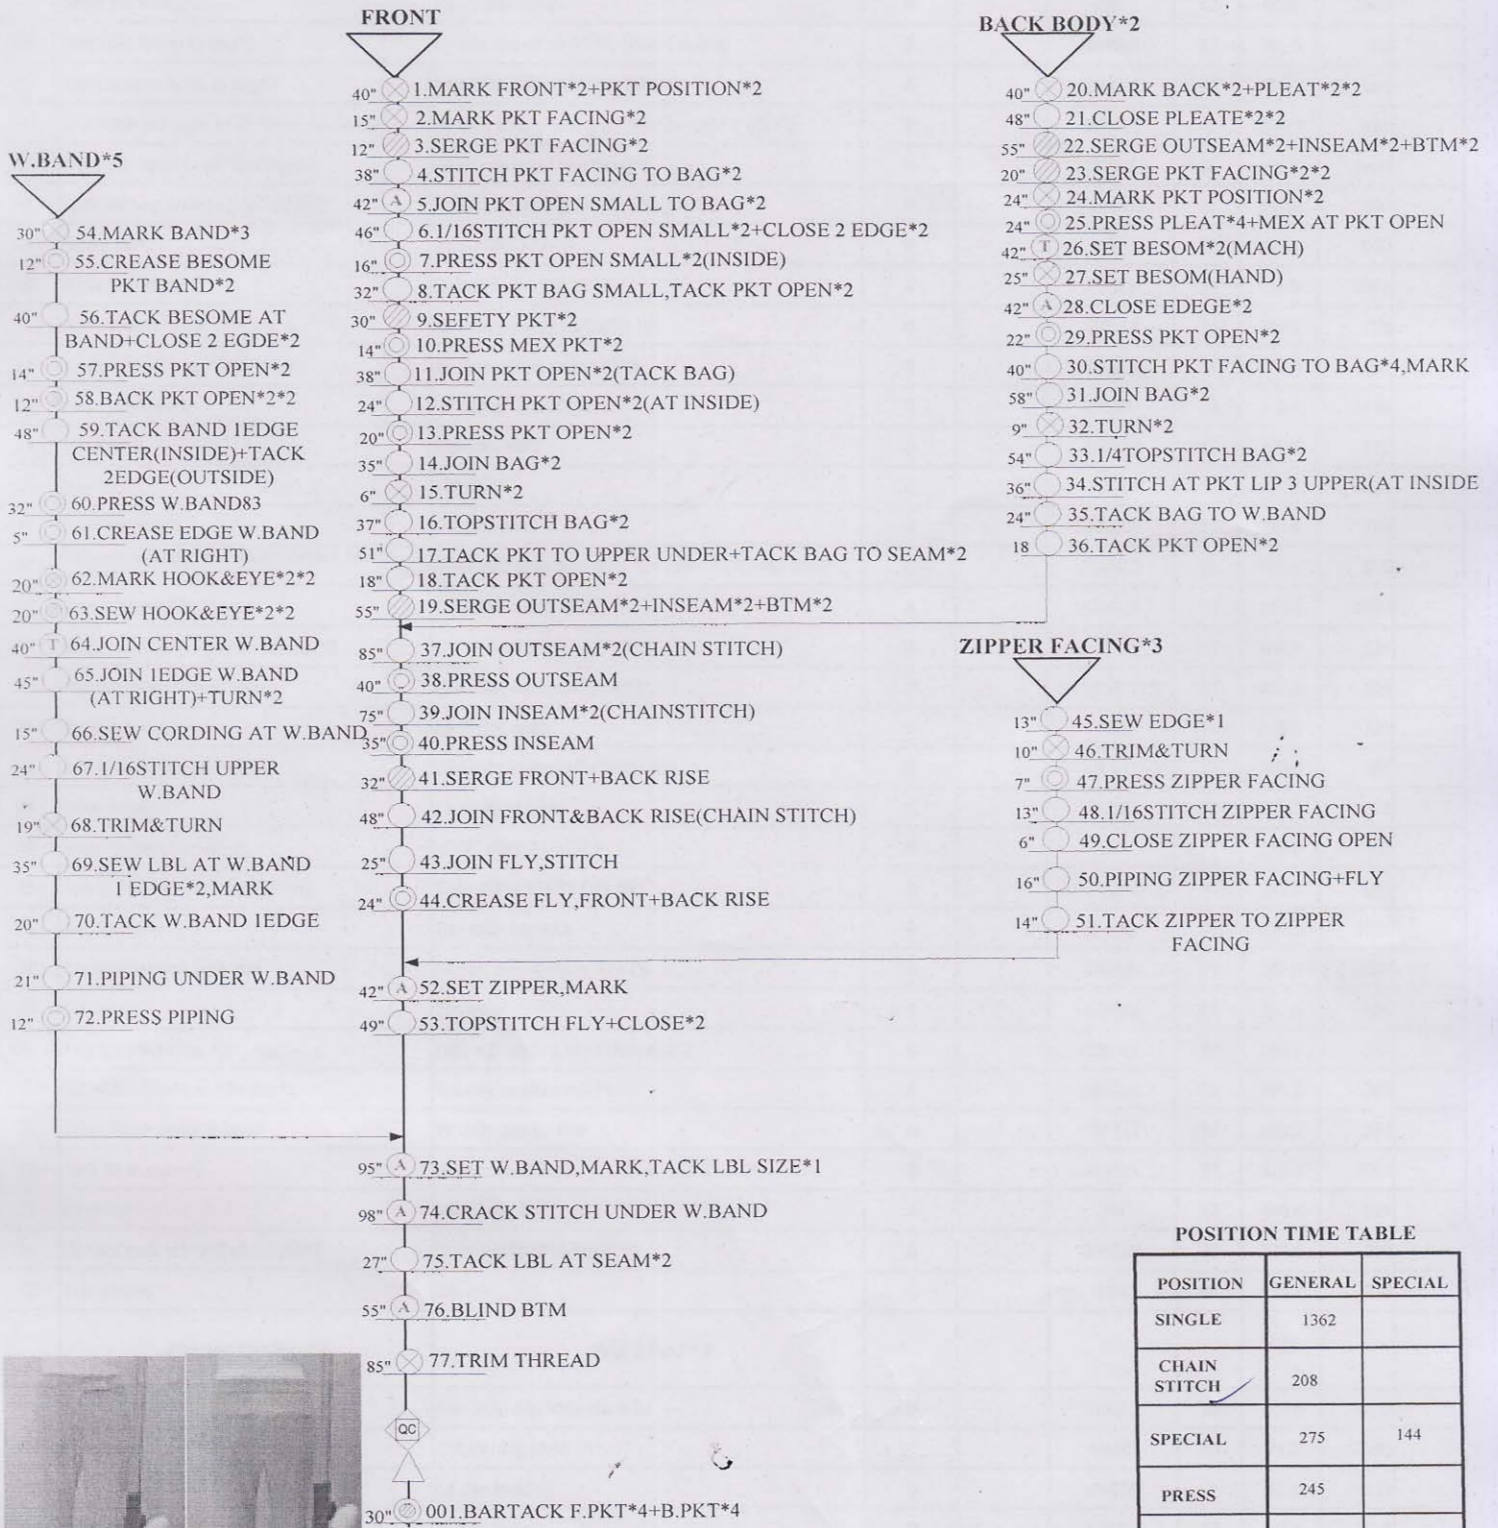 FRONT
40" 1.MARK FRONT*2+PKT POSITION*2
15" 2.MARK PKT FACING*2
12" 3.SERGE PKT FACING*2
38" 4.STITCH PKT FACING TO BAG*2
42" A 5.JOIN PKT OPEN SMALL TO BAG*2
46" 6.1/16STITCH PKT OPEN SMALL*2+CLOSE 2 EDGE*2
16" 7.PRESS PKT OPEN SMALL*2(INSIDE)
32" 8.TACK PKT BAG SMALL,TACK PKT OPEN*2
30" 9.SEFETY PKT*2
14" 10.PRESS MEX PKT*2
38" 11.JOIN PKT OPEN*2(TACK BAG)
24" 12.STITCH PKT OPEN*2(AT INSIDE)
20" 13.PRESS PKT OPEN*2
35" 14.JOIN BAG*2
6" 15.TURN*2
37" 16.TOPSTITCH BAG*2
51" 17.TACK PKT TO UPPER UNDER+TACK BAG TO SEAM*2
18" 18.TACK PKT OPEN*2
55" 19.SERGE OUTSEAM*2+INSEAM*2+BTM*2
BACK BODY*2
40" 20.MARK BACK*2+PLEAT*2*2
48" 21.CLOSE PLEATE*2*2
55" 22.SERGE OUTSEAM*2+INSEAM*2+BTM*2
20" 23.SERGE PKT FACING*2*2
24" 24.MARK PKT POSITION*2
24" 25.PRESS PLEAT*4+MEX AT PKT OPEN
42" T 26.SET BESOM*2(MACH)
25" 27.SET BESOM(HAND)
42" A 28.CLOSE EDEGE*2
22" 29.PRESS PKT OPEN*2
40" 30.STITCH PKT FACING TO BAG*4,MARK
58" 31.JOIN BAG*2
9" 32.TURN*2
54" 33.1/4TOPSTITCH BAG*2
36" 34.STITCH AT PKT LIP 3 UPPER(AT INSIDE
24" 35.TACK BAG TO W.BAND
18 36.TACK PKT OPEN*2
85" 37.JOIN OUTSEAM*2(CHAIN STITCH)
40" 38.PRESS OUTSEAM
75" 39.JOIN INSEAM*2(CHAINSTITCH)
35" 40.PRESS INSEAM
32" 41.SERGE FRONT+BACK RISE
48" 42.JOIN FRONT&BACK RISE(CHAIN STITCH)
25" 43.JOIN FLY,STITCH
24" 44.CREASE FLY,FRONT+BACK RISE
ZIPPER FACING*3
13" 45.SEW EDGE*1
10" 46.TRIM&TURN
7" 47.PRESS ZIPPER FACING
13" 48.1/16STITCH ZIPPER FACING
6" 49.CLOSE ZIPPER FACING OPEN
16" 50.PIPING ZIPPER FACING+FLY
14" 51.TACK ZIPPER TO ZIPPER
FACING
42" A 52.SET ZIPPER,MARK
49" 53.TOPSTITCH FLY+CLOSE*2
W.BAND*5
30" 54.MARK BAND*3
12" 55.CREASE BESOME
PKT BAND*2
40" 56.TACK BESOME AT
BAND+CLOSE 2 EGDE*2
14" 57.PRESS PKT OPEN*2
12" 58.BACK PKT OPEN*2*2
48" 59.TACK BAND 1EDGE
CENTER(INSIDE)+TACK
2EDGE(OUTSIDE)
32" 60.PRESS W.BAND83
5" 61.CREASE EDGE W.BAND
(AT RIGHT)
20" 62.MARK HOOK&EYE*2*2
20" 63.SEW HOOK&EYE*2*2
40" T 64.JOIN CENTER W.BAND
45" 65.JOIN 1EDGE W.BAND
(AT RIGHT)+TURN*2
15" 66.SEW CORDING AT W.BAND
24" 67.1/16STITCH UPPER
W.BAND
19" 68.TRIM&TURN
35" 69.SEW LBL AT W.BAND
1 EDGE*2,MARK
20" 70.TACK W.BAND 1EDGE
21" 71.PIPING UNDER W.BAND
12" 72.PRESS PIPING
95" A 73.SET W.BAND,MARK,TACK LBL SIZE*1
98" A 74.CRACK STITCH UNDER W.BAND
27" 75.TACK LBL AT SEAM*2
55" A 76.BLIND BTM
85" 77.TRIM THREAD
QC
30" 001.BARTACK F.PKT*4+B.PKT*4
POSITION TIME TABLE
POSITION GENERAL SPECIAL
SINGLE 1362
CHAIN
STITCH 208
SPECIAL 275 144
PRESS 245